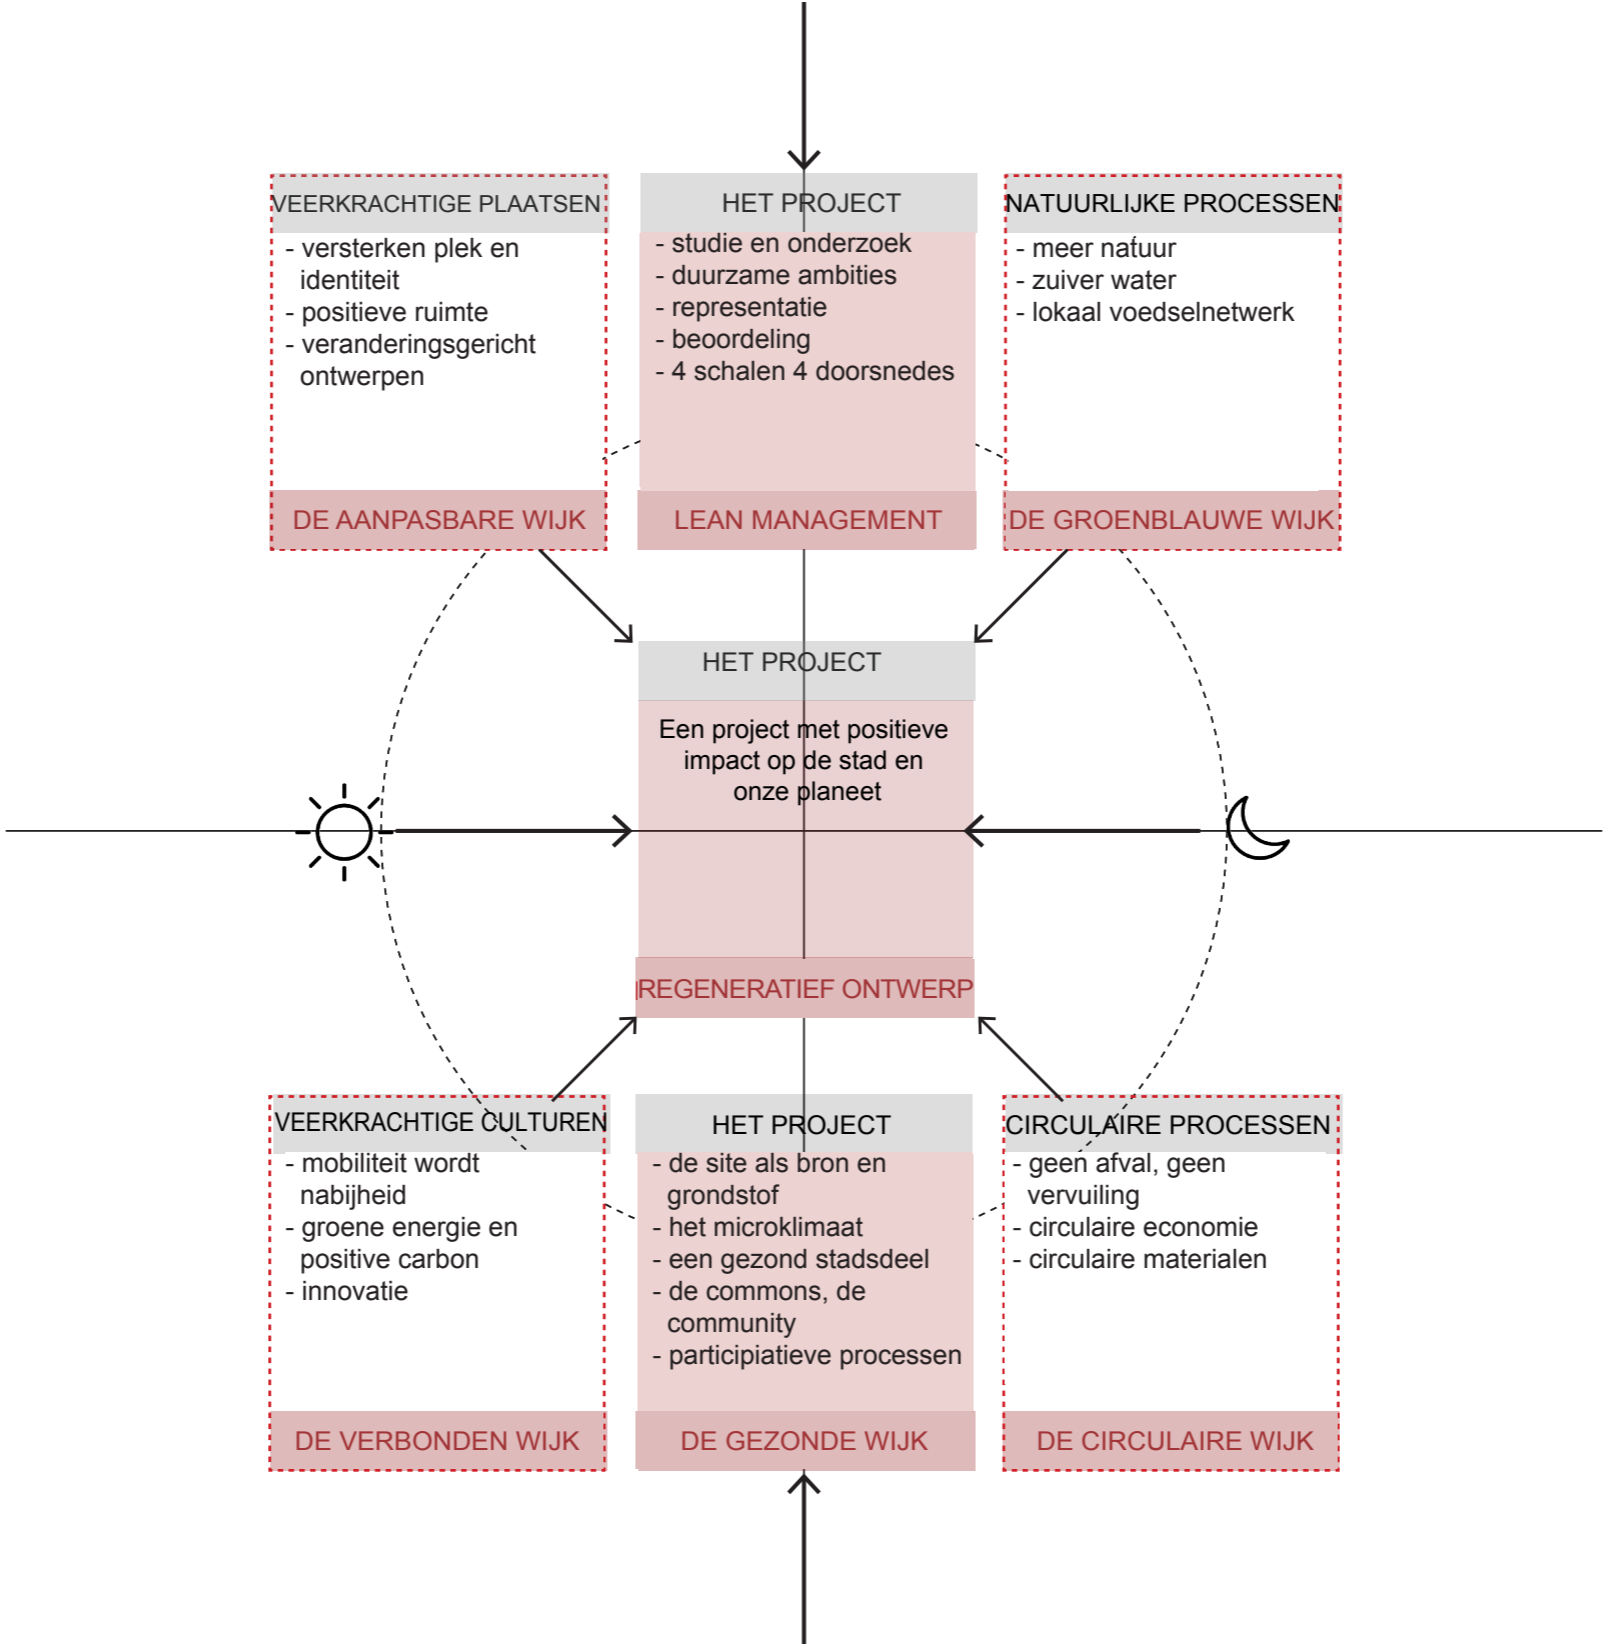 VEERKRACHTIGE PLAATSEN
- versterken plek en
identiteit
- positieve ruimte
- veranderingsgericht
ontwerpen
DE AANPASBARE WIJK
HET PROJECT
- studie en onderzoek
- duurzame ambities
- representatie
- beoordeling
- 4 schalen 4 doorsnedes
LEAN MANAGEMENT
NATUURLIJKE PROCESSEN
- meer natuur
- zuiver water
- lokaal voedselnetwerk
DE GROENBLAUWE WIJK
HET PROJECT
Een project met positieve
impact op de stad en
onze planeet
REGENERATIEF ONTWERP
VEERKRACHTIGE CULTUREN
- mobiliteit wordt
nabijheid
- groene energie en
positive carbon
- innovatie
DE VERBONDEN WIJK
HET PROJECT
- de site als bron en
grondstof
- het microklimaat
- een gezond stadsdeel
- de commons, de
community
- participiatieve processen
DE GEZONDE WIJK
CIRCULAIRE PROCESSEN
- geen afval, geen
vervuiling
- circulaire economie
- circulaire materialen
DE CIRCULAIRE WIJK